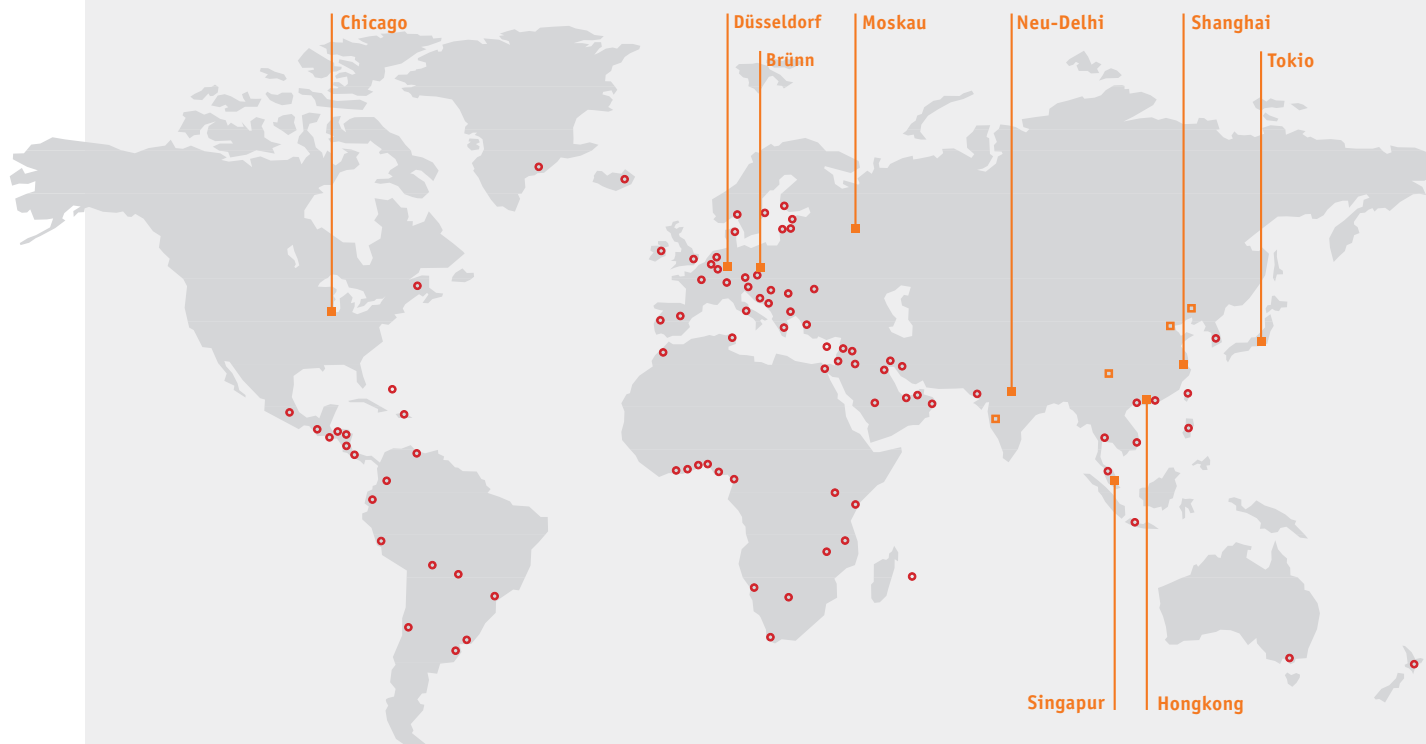 Chicago
Düsseldorf
Moskau
Neu-Delhi
Shanghai
Brünn
Tokio
Singapur
Hongkong